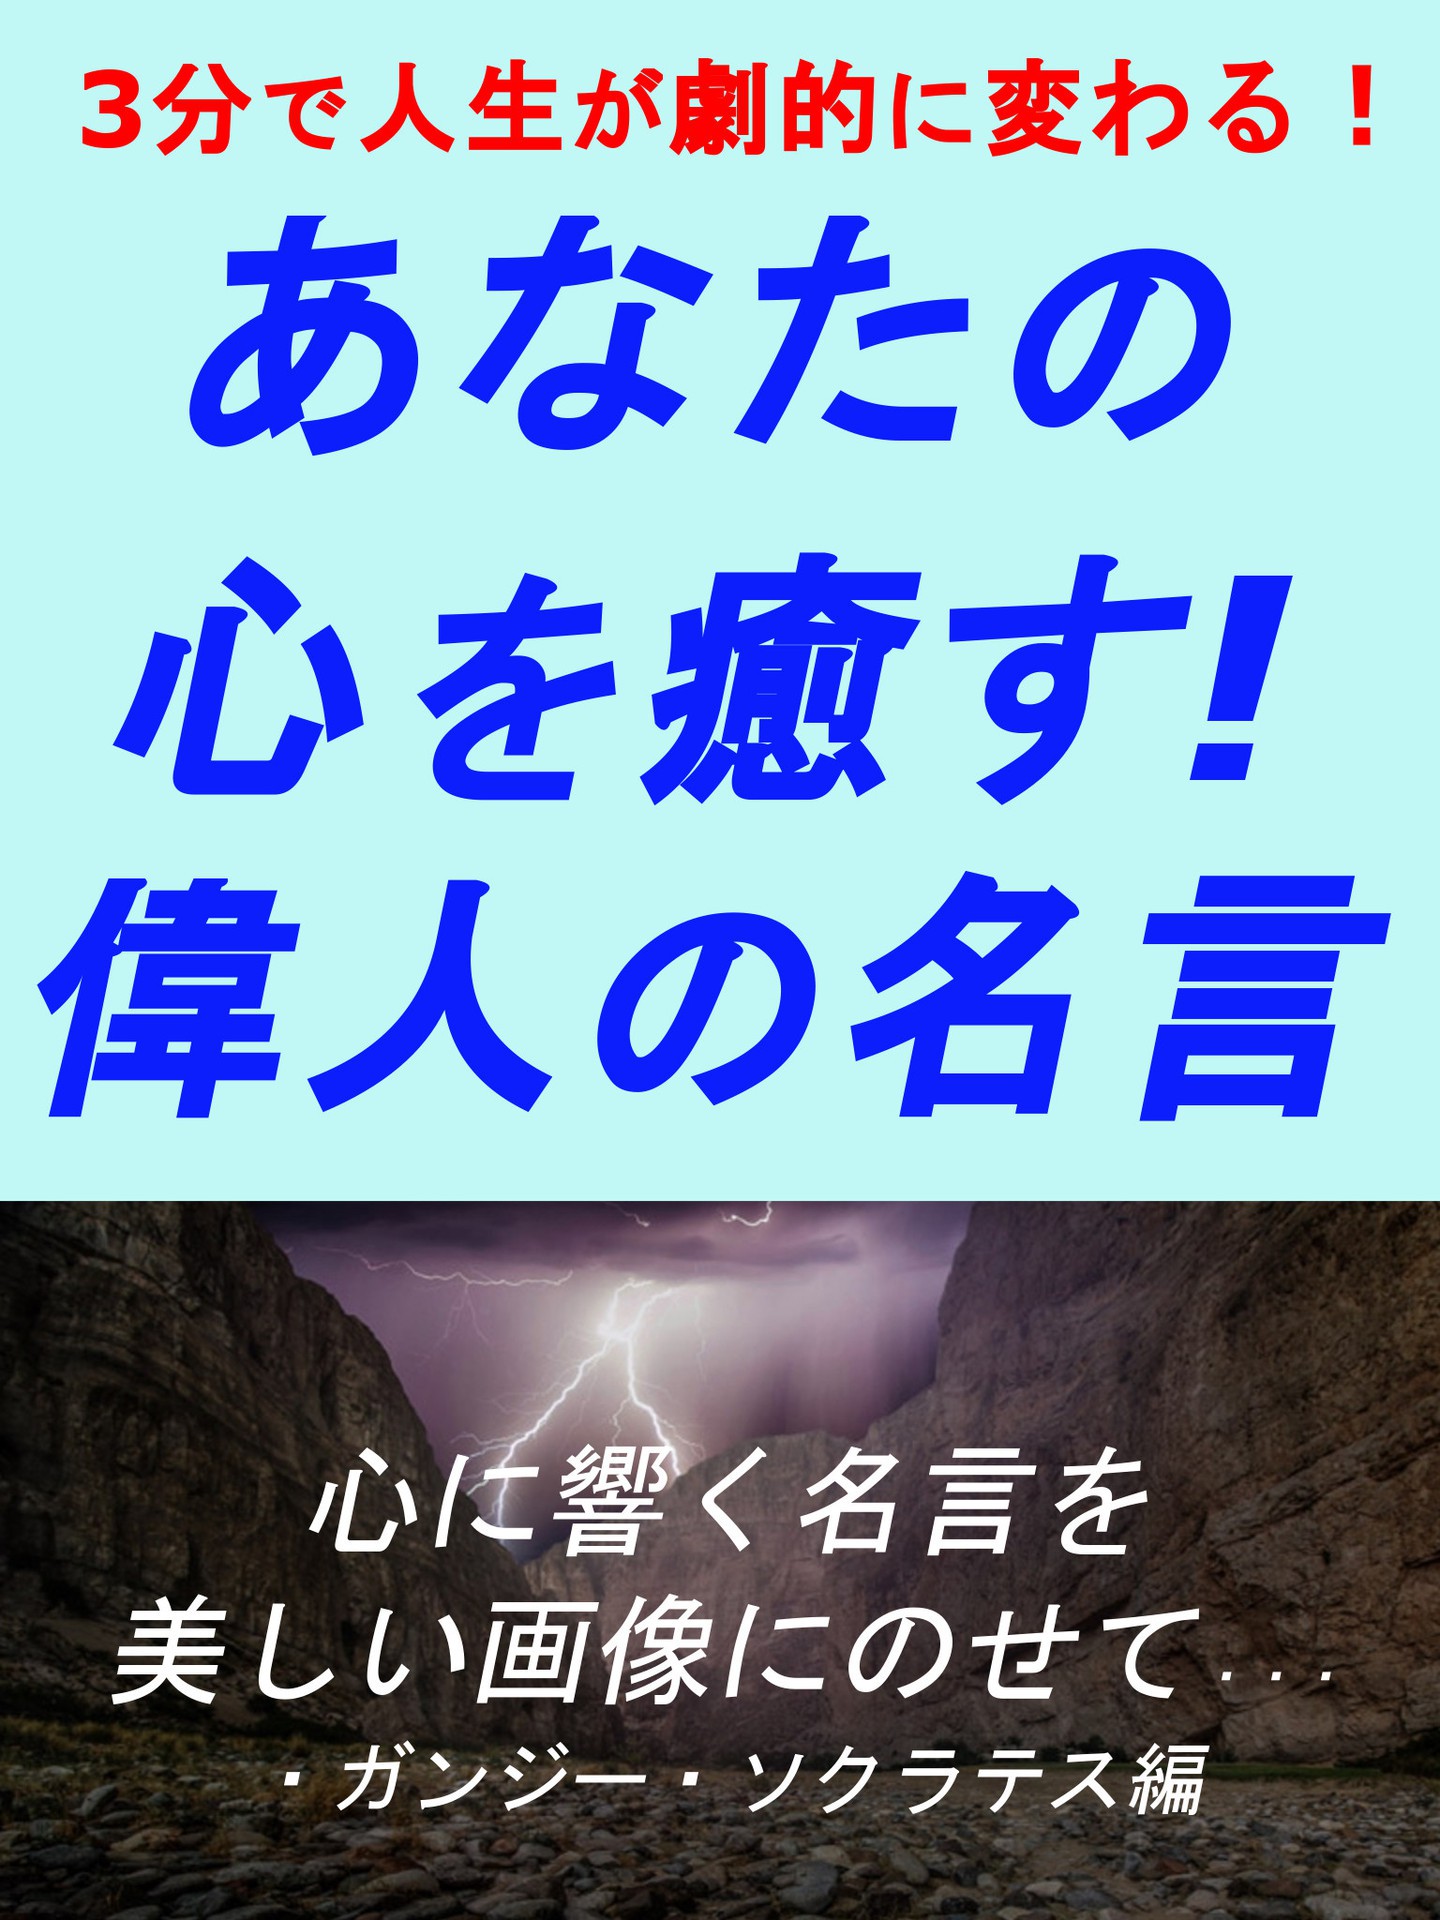 3分で人生が劇的に変わる！
あなたの
心を癒す!
偉人の名言
心に響く名言を
美しい画像にのせて...
・ガンジー・ソクラテス編